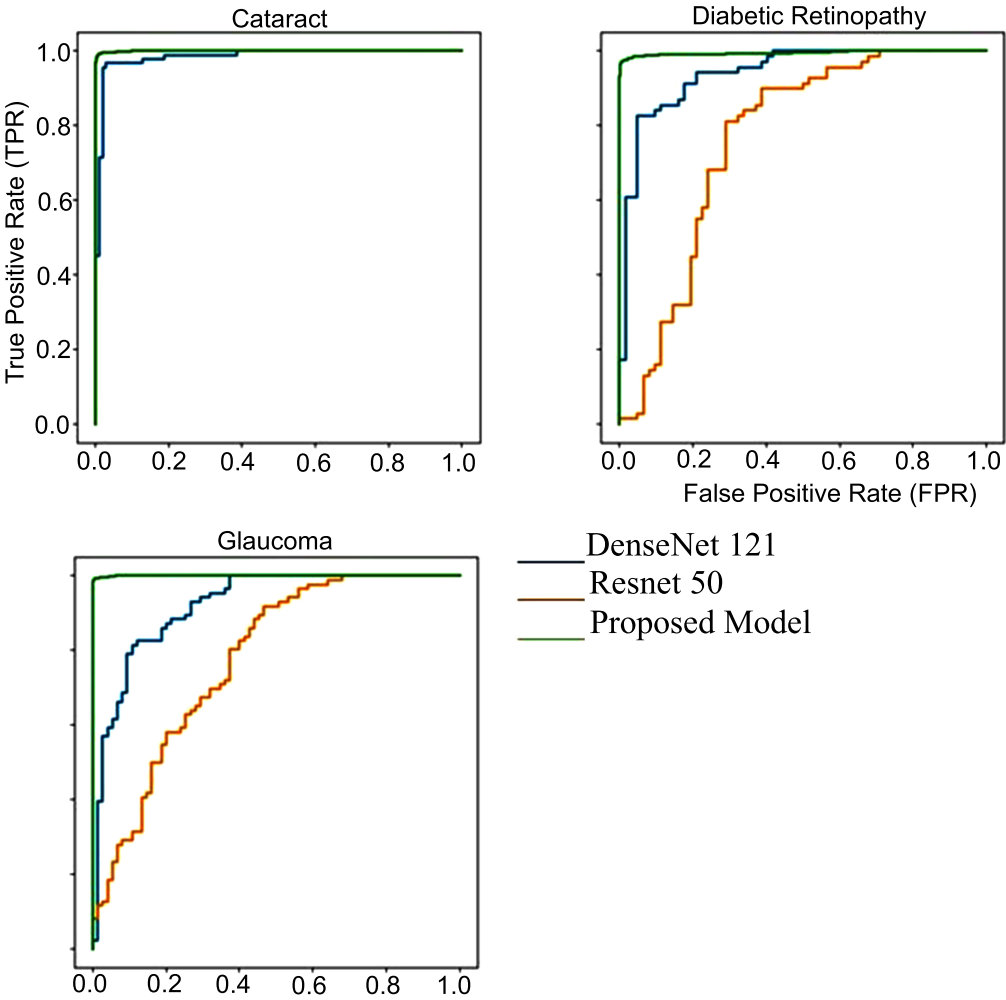 Cataract
True Positive Rate (TPR)
1.0
0.8
0.6
0.4
0.2
0.0
0.0 0.2 0.4 0.6 0.8 1.0
Diabetic Retinopathy
0.0 0.2 0.4 0.6 0.8 1.0
False Positive Rate (FPR)
Glaucoma
0.0 0.2 0.4 0.6 0.8 1.0
DenseNet 121
Resnet 50
Proposed Model